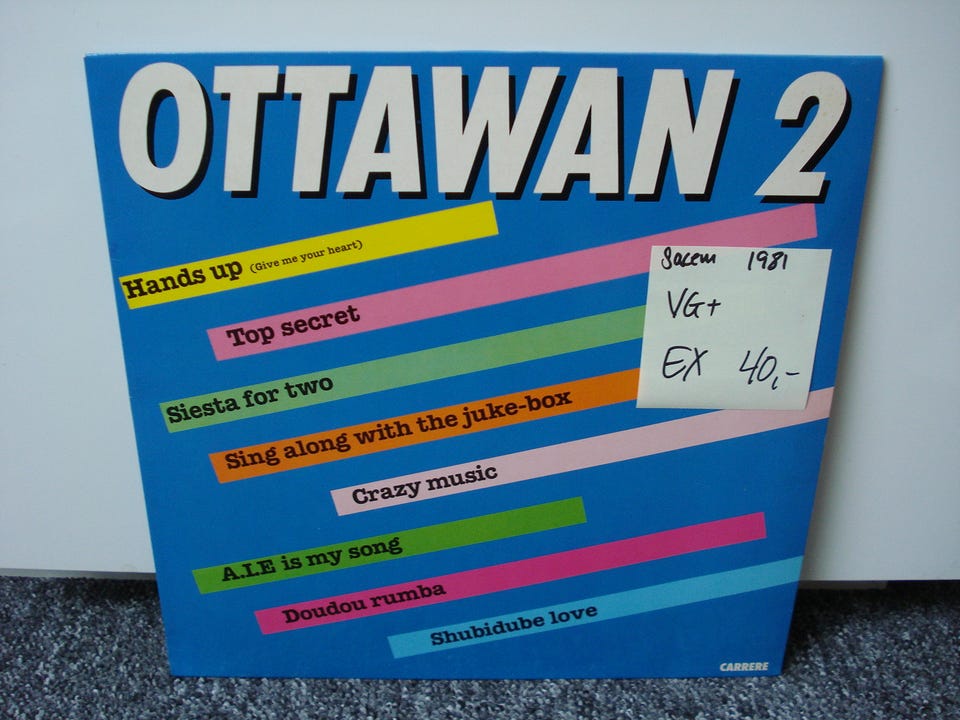 OTTAWAN 2
Hands up (Give me your heart)
Top secret
Sacem 1981
VG+
EX 40,-
Siesta for two
Sing along with the juke-box
Crazy music
A.I.E is my song
Doudou rumba
Shubidube love
CARRERE